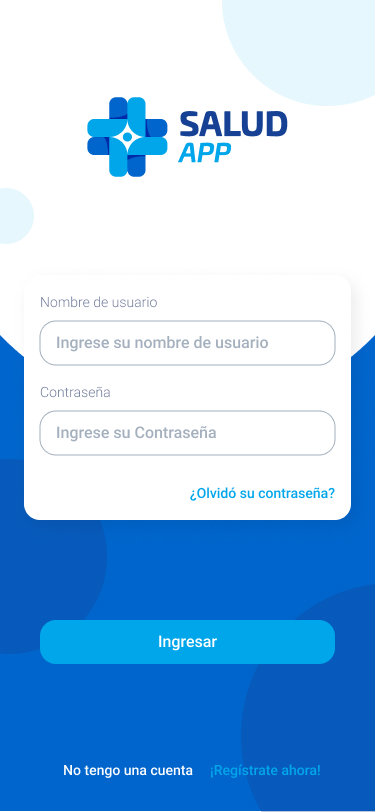 SALUD
APP
Nombre de usuario
Ingrese su nombre de usuario
Contraseña
Ingrese su Contraseña
¿Olvidó su contraseña?
Ingresar
No tengo una cuenta ¡Regístrate ahora!